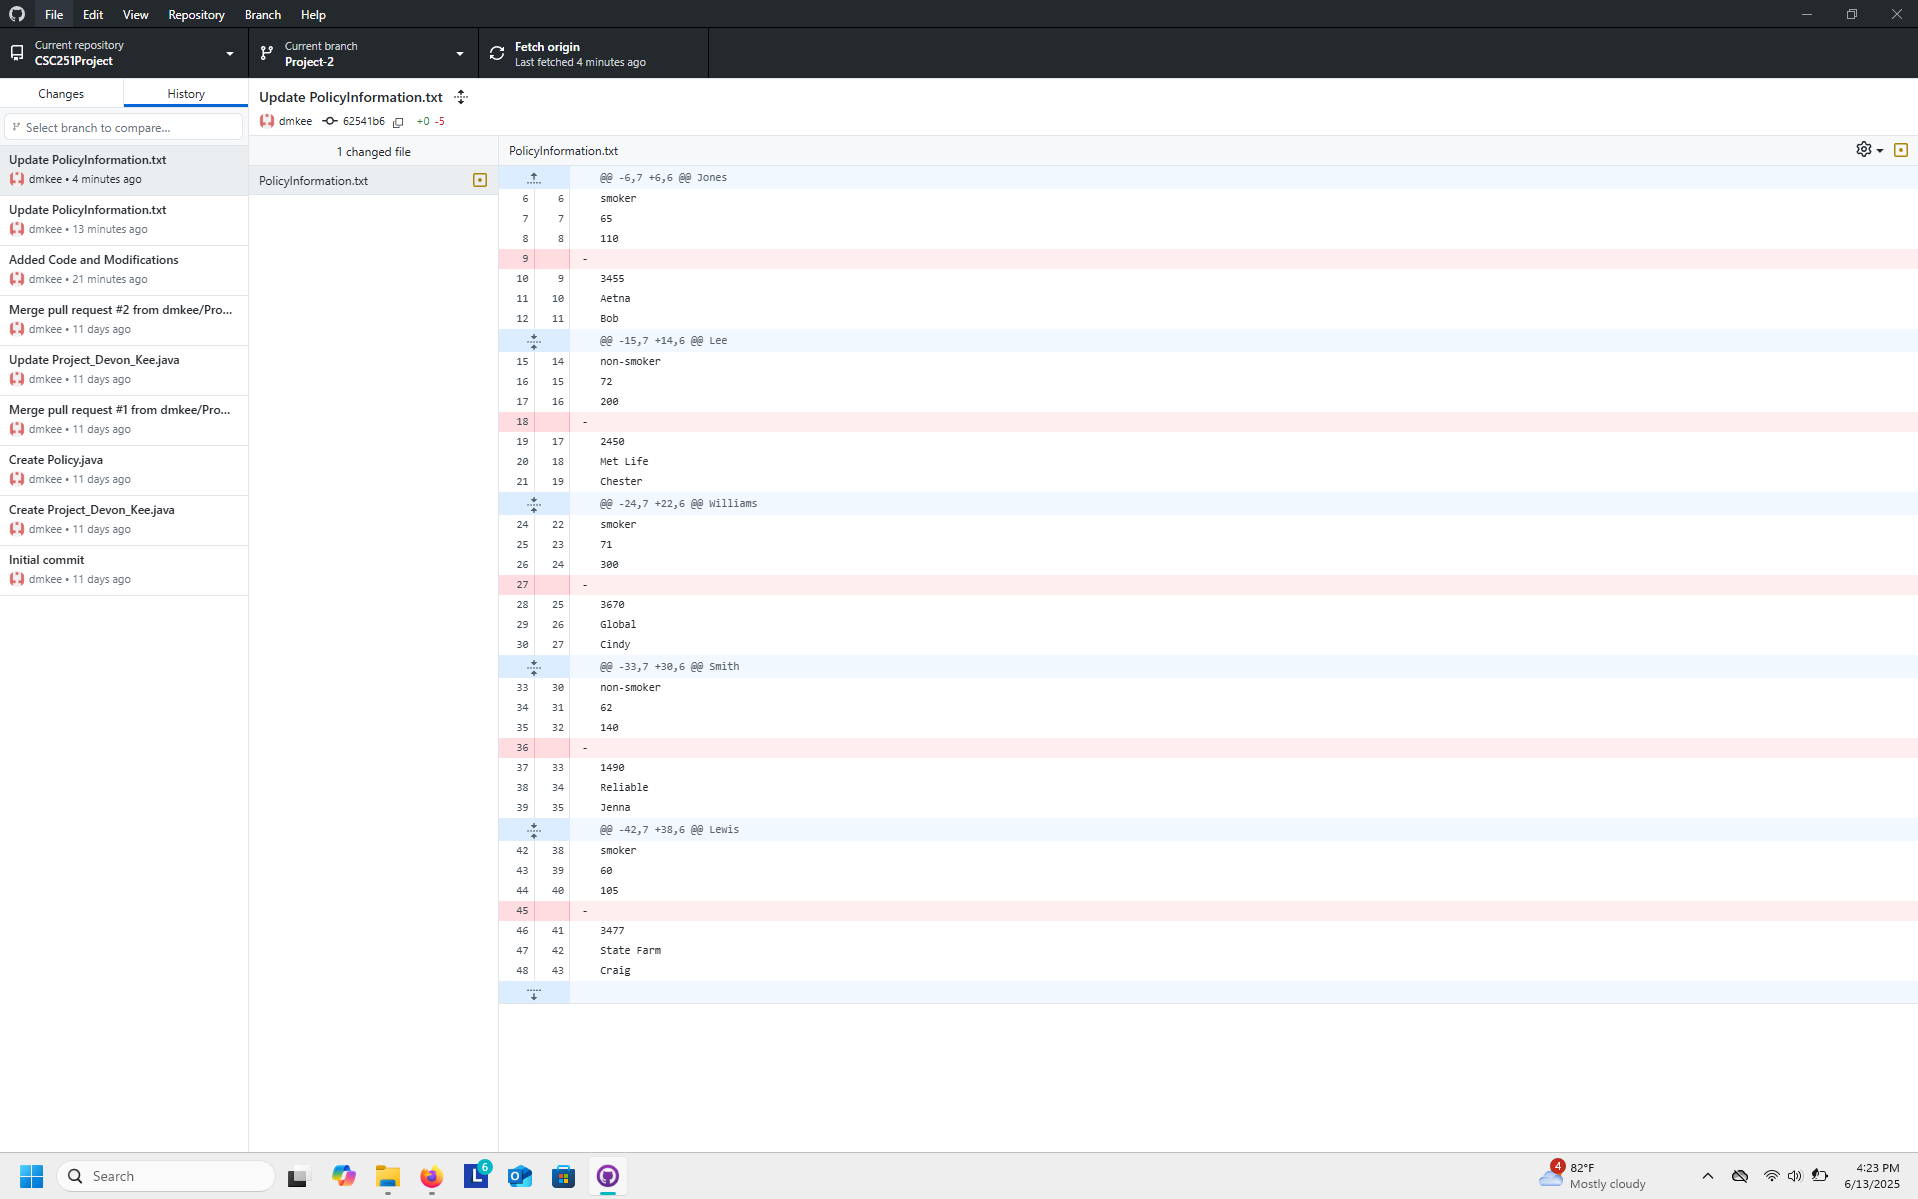 File Edit View Repository Branch Help
Current repository
CSC251Project
Current branch
Project-2
Fetch origin
Last fetched 4 minutes ago
Changes
History
Select branch to compare...
Update PolicyInformation.txt
dmkee • 4 minutes ago
Update PolicyInformation.txt
dmkee • 13 minutes ago
Added Code and Modifications
dmkee • 21 minutes ago
Merge pull request #2 from dmkee/Pro...
dmkee • 11 days ago
Update Project_Devon_Kee.java
dmkee • 11 days ago
Merge pull request #1 from dmkee/Pro...
dmkee • 11 days ago
Create Policy.java
dmkee • 11 days ago
Create Project_Devon_Kee.java
dmkee • 11 days ago
Initial commit
dmkee • 11 days ago
Update PolicyInformation.txt
dmkee 62541b6 +0 -5
1 changed file
PolicyInformation.txt
PolicyInformation.txt
@@ -6,7 +6,6 @@ Jones
6 6 smoker
7 7 65
8 8 110
9 -
10 9 3455
11 10 Aetna
12 11 Bob
@@ -15,7 +14,6 @@ Lee
15 14 non-smoker
16 15 72
17 16 200
18 -
19 17 2450
20 18 Met Life
21 19 Chester
@@ -24,7 +22,6 @@ Williams
24 22 smoker
25 23 71
26 24 300
27 -
28 25 3670
29 26 Global
30 27 Cindy
@@ -33,7 +30,6 @@ Smith
33 30 non-smoker
34 31 62
35 32 140
36 -
37 33 1490
38 34 Reliable
39 35 Jenna
@@ -42,7 +38,6 @@ Lewis
42 38 smoker
43 39 60
44 40 105
45 -
46 41 3477
47 42 State Farm
48 43 Craig
Search
6
4
82°F
Mostly cloudy
4:23 PM
6/13/2025